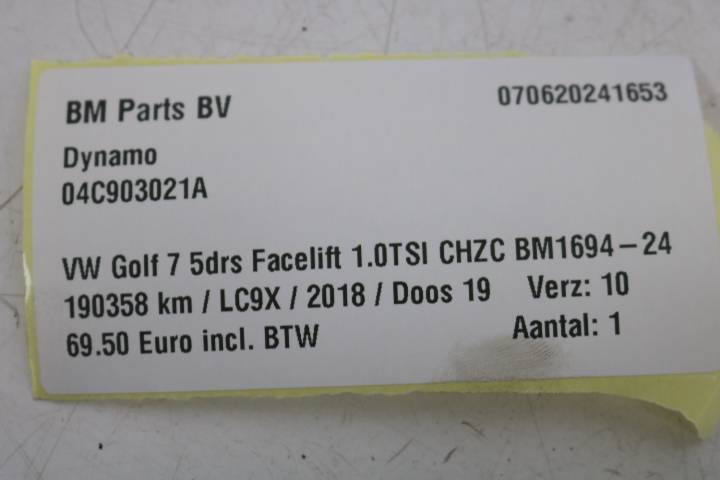 BM Parts BV 070620241653
Dynamo
04C903021A
VW Golf 7 5drs Facelift 1.0TSI CHZC BM1694-24
190358 km / LC9X / 2018 / Doos 19 Verz: 10
69.50 Euro incl. BTW Aantal: 1